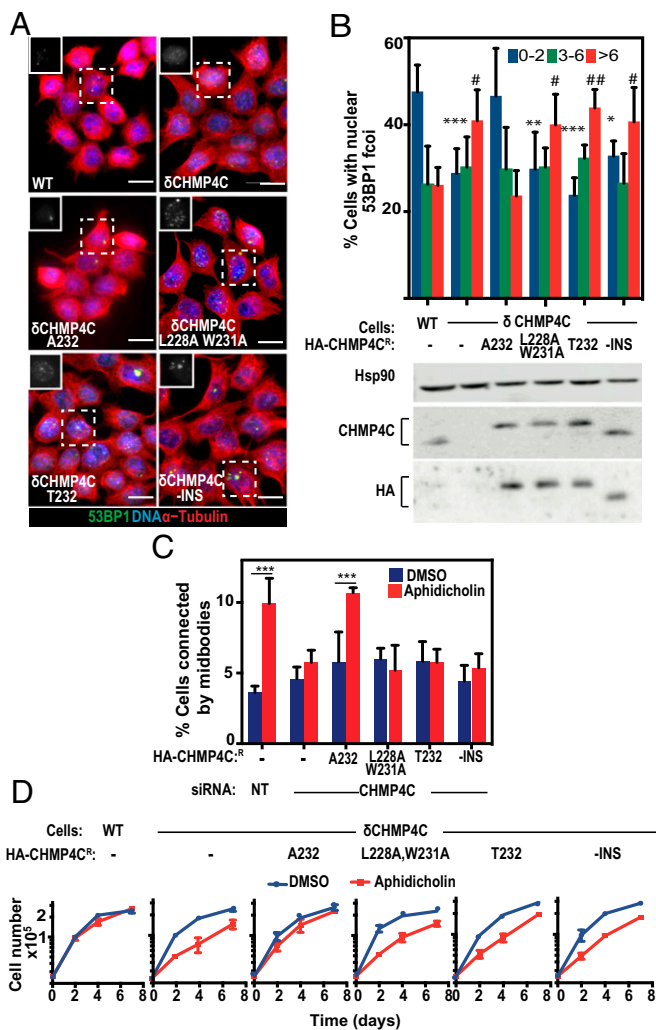 A
WT
δCHMP4C
δCHMP4C
A232
δCHMP4C
L228A W231A
δCHMP4C
T232
δCHMP4C
-INS
53BP1 DNA α-Tubulin
B
0-2 3-6 >6
% Cells with nuclear
53BP1 fcoi
60
40
20
*** # ** # *** ## * #
Cells: WT δ CHMP4C
HA-CHMP4Cᴿ: - - A232 L228A W231A T232 -INS
Hsp90
CHMP4C
HA
C
DMSO
Aphidicholin
% Cells connected
by midbodies
10
5
0
*** ***
HA-CHMP4C:ᴿ - - A232 L228A W231A T232 -INS
siRNA: NT CHMP4C
D
Cells: WT δCHMP4C
HA-CHMP4Cᴿ: - - A232 L228A,W231A T232 -INS
DMSO Aphidicholin
Cell number
x10⁵
2
1
0 2 4 6 8 0 2 4 6 8 0 2 4 6 8 0 2 4 6 8 0 2 4 6 8 0 2 4 6 8
Time (days)